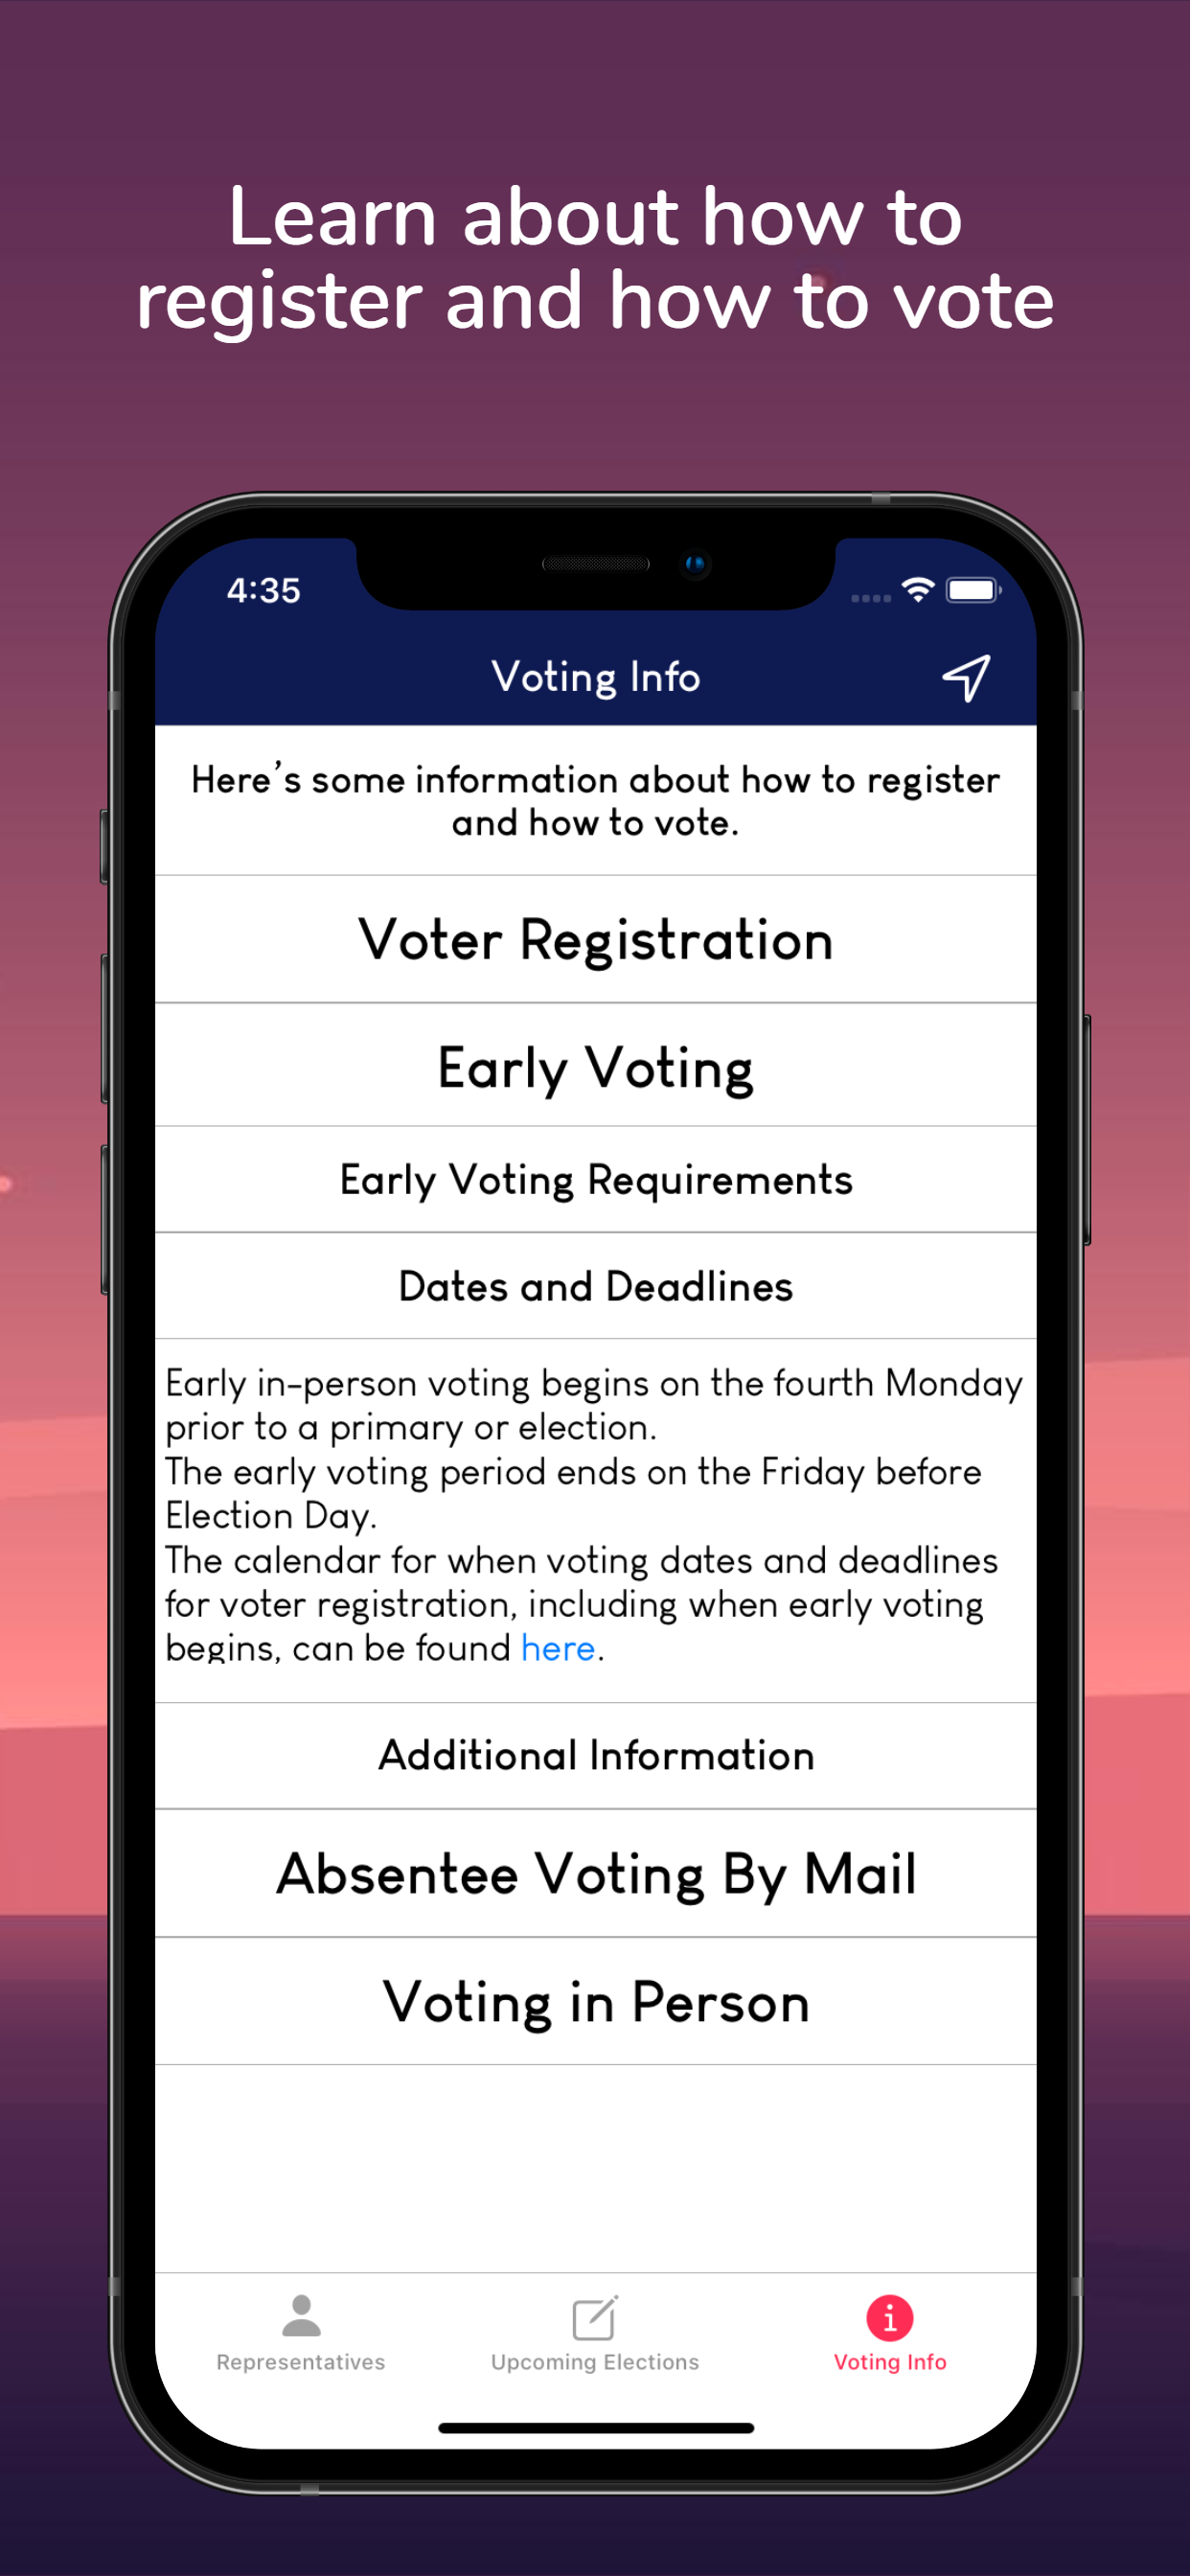 Learn about how to
register and how to vote
4:35
Voting Info
Here's some information about how to register
and how to vote.
Voter Registration
Early Voting
Early Voting Requirements
Dates and Deadlines
Early in-person voting begins on the fourth Monday
prior to a primary or election.
The early voting period ends on the Friday before
Election Day.
The calendar for when voting dates and deadlines
for voter registration, including when early voting
begins, can be found here.
Additional Information
Absentee Voting By Mail
Voting in Person
Representatives
Upcoming Elections
Voting Info